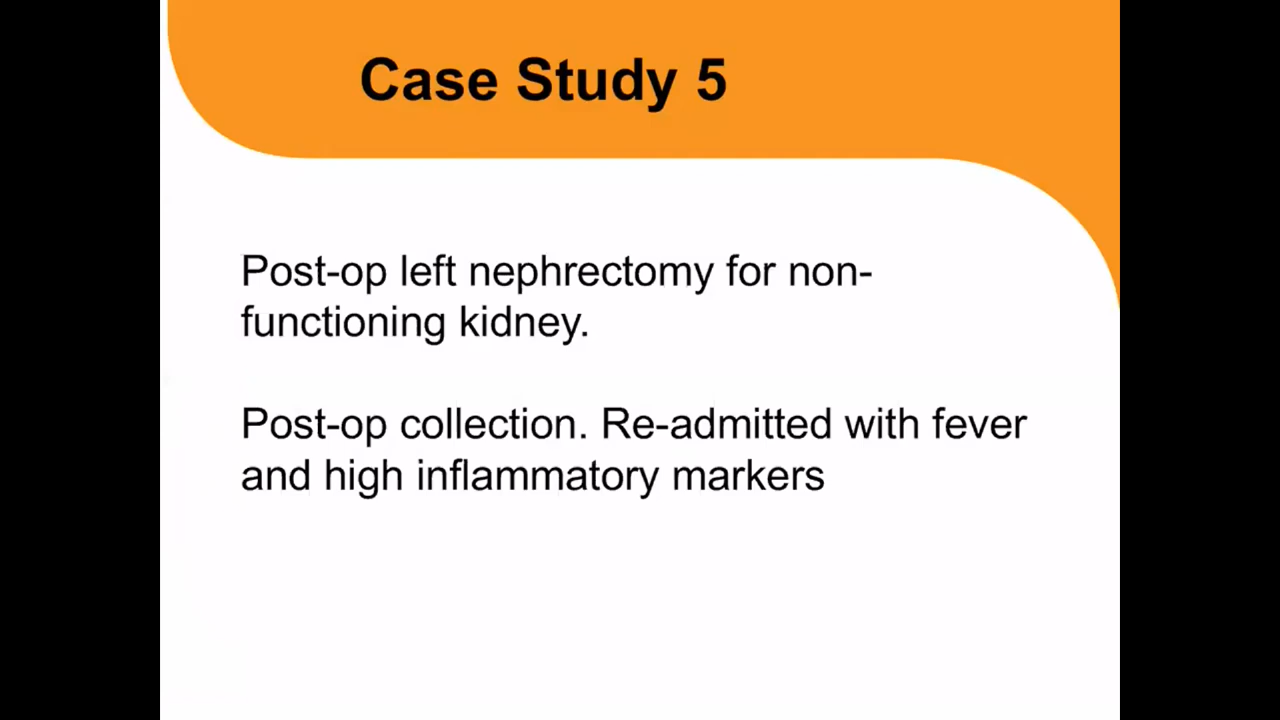 Case Study 5
Post-op left nephrectomy for non-
functioning kidney.
Post-op collection. Re-admitted with fever
and high inflammatory markers